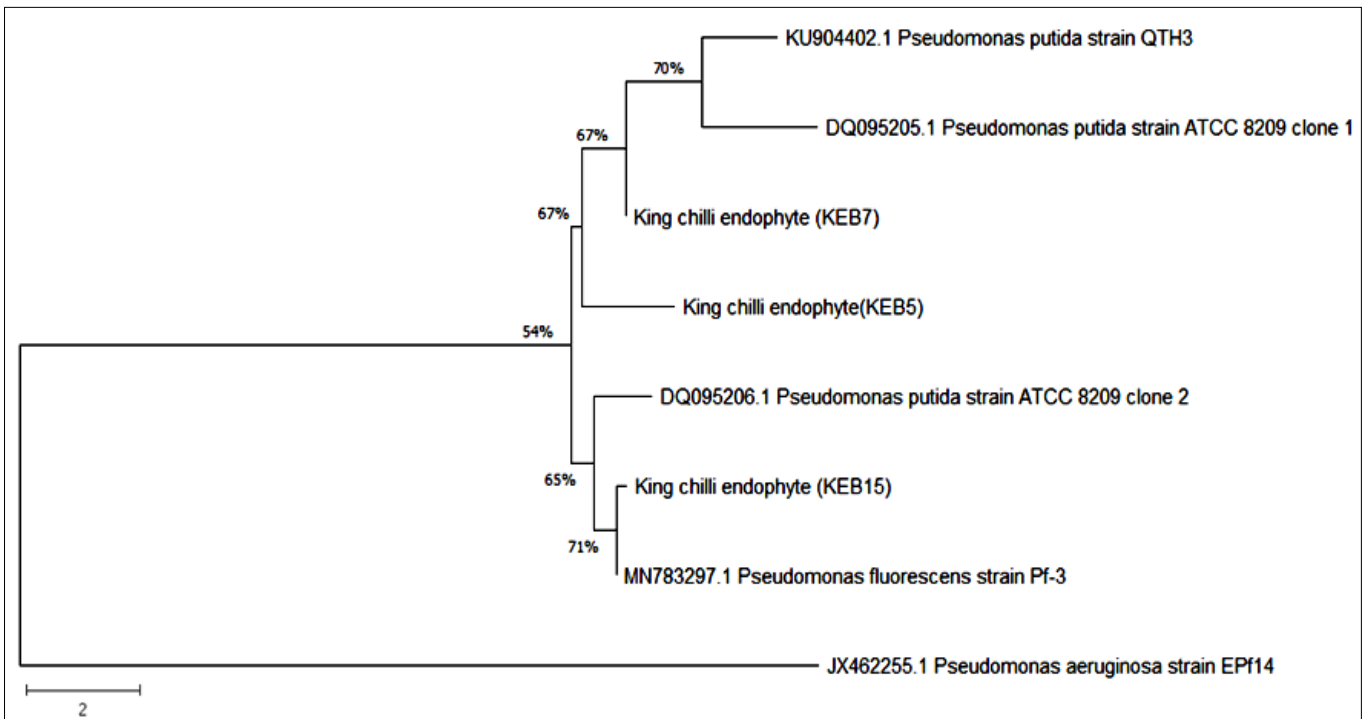 KU904402.1 Pseudomonas putida strain QTH3
70%
DQ095205.1 Pseudomonas putida strain ATCC 8209 clone 1
67%
King chilli endophyte (KEB7)
67%
King chilli endophyte(KEB5)
54%
DQ095206.1 Pseudomonas putida strain ATCC 8209 clone 2
65%
King chilli endophyte (KEB15)
71%
MN783297.1 Pseudomonas fluorescens strain Pf-3
JX462255.1 Pseudomonas aeruginosa strain EPf14
2